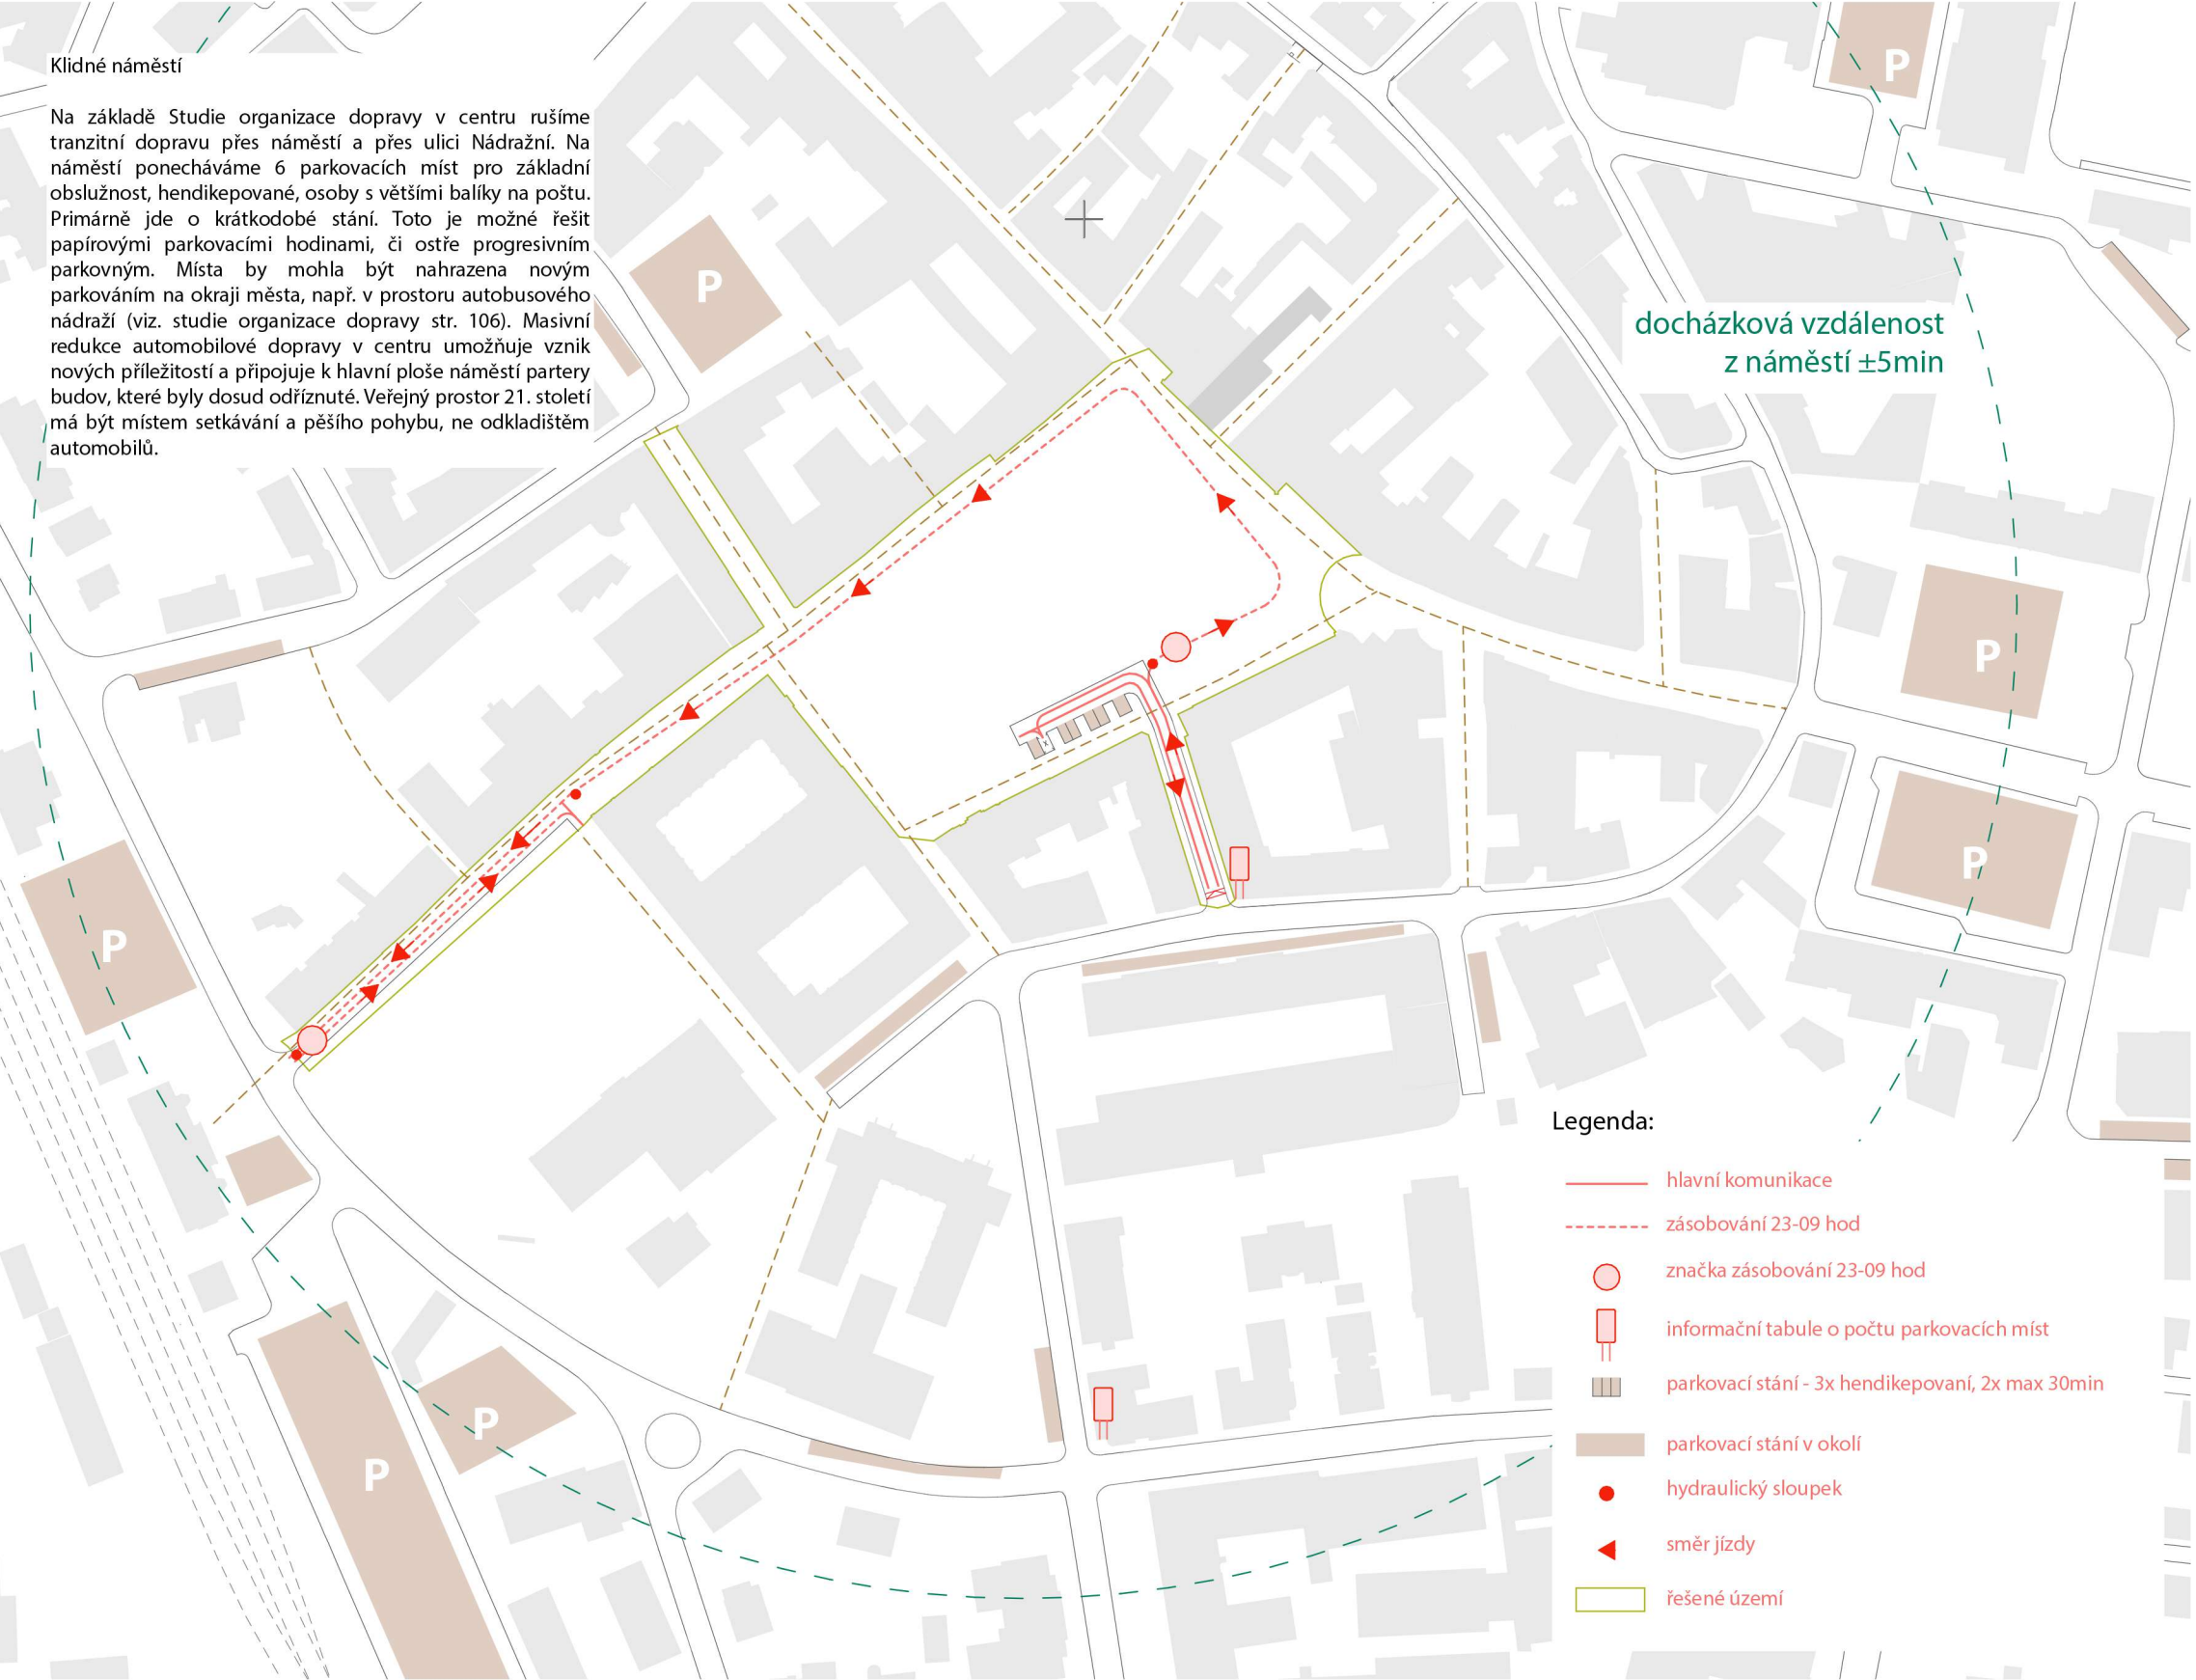 Klidné náměstí
Na základě Studie organizace dopravy v centru rušíme
tranzitní dopravu přes náměstí a přes ulici Nádražní. Na
náměstí ponecháváme 6 parkovacích míst pro základní
obslužnost, hendikepované, osoby s většími balíky na poštu.
Primárně jde o krátkodobé stání. Toto je možné řešit
papírovými parkovacími hodinami, či ostře progresivním
parkovným. Místa by mohla být nahrazena novým
parkováním na okraji města, např. v prostoru autobusového
nádraží (viz. studie organizace dopravy str. 106). Masivní
redukce automobilové dopravy v centru umožňuje vznik
nových příležitostí a připojuje k hlavní ploše náměstí partery
budov, které byly dosud odříznuté. Veřejný prostor 21. století
má být místem setkávání a pěšího pohybu, ne odkladištěm
automobilů.
P
P
docházková vzdálenost
z náměstí ±5min
P
P
P
P
P
Legenda:
hlavní komunikace
zásobování 23-09 hod
značka zásobování 23-09 hod
informační tabule o počtu parkovacích míst
parkovací stání - 3x hendikepovaní, 2x max 30min
parkovací stání v okolí
hydraulický sloupek
směr jízdy
řešené území